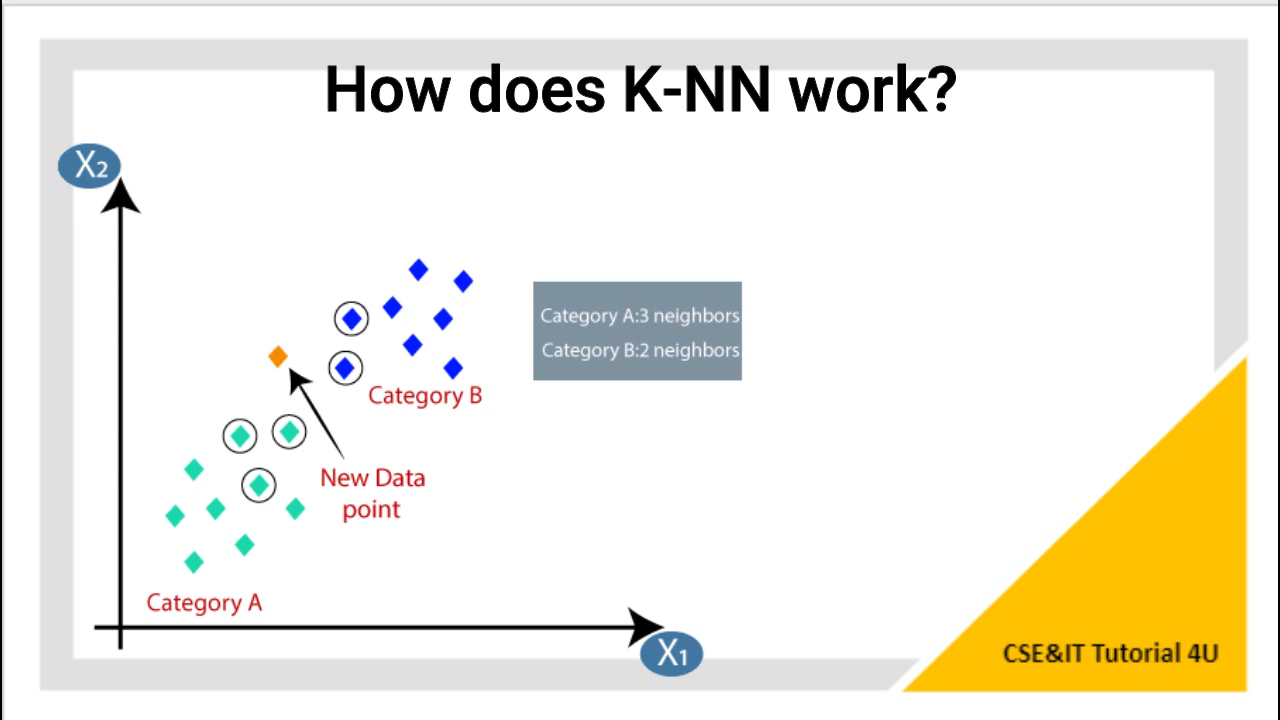 How does K-NN work?
X₂
Category A:3 neighbors
Category B:2 neighbors
Category B
New Data
point
Category A
X₁
CSE&IT Tutorial 4U